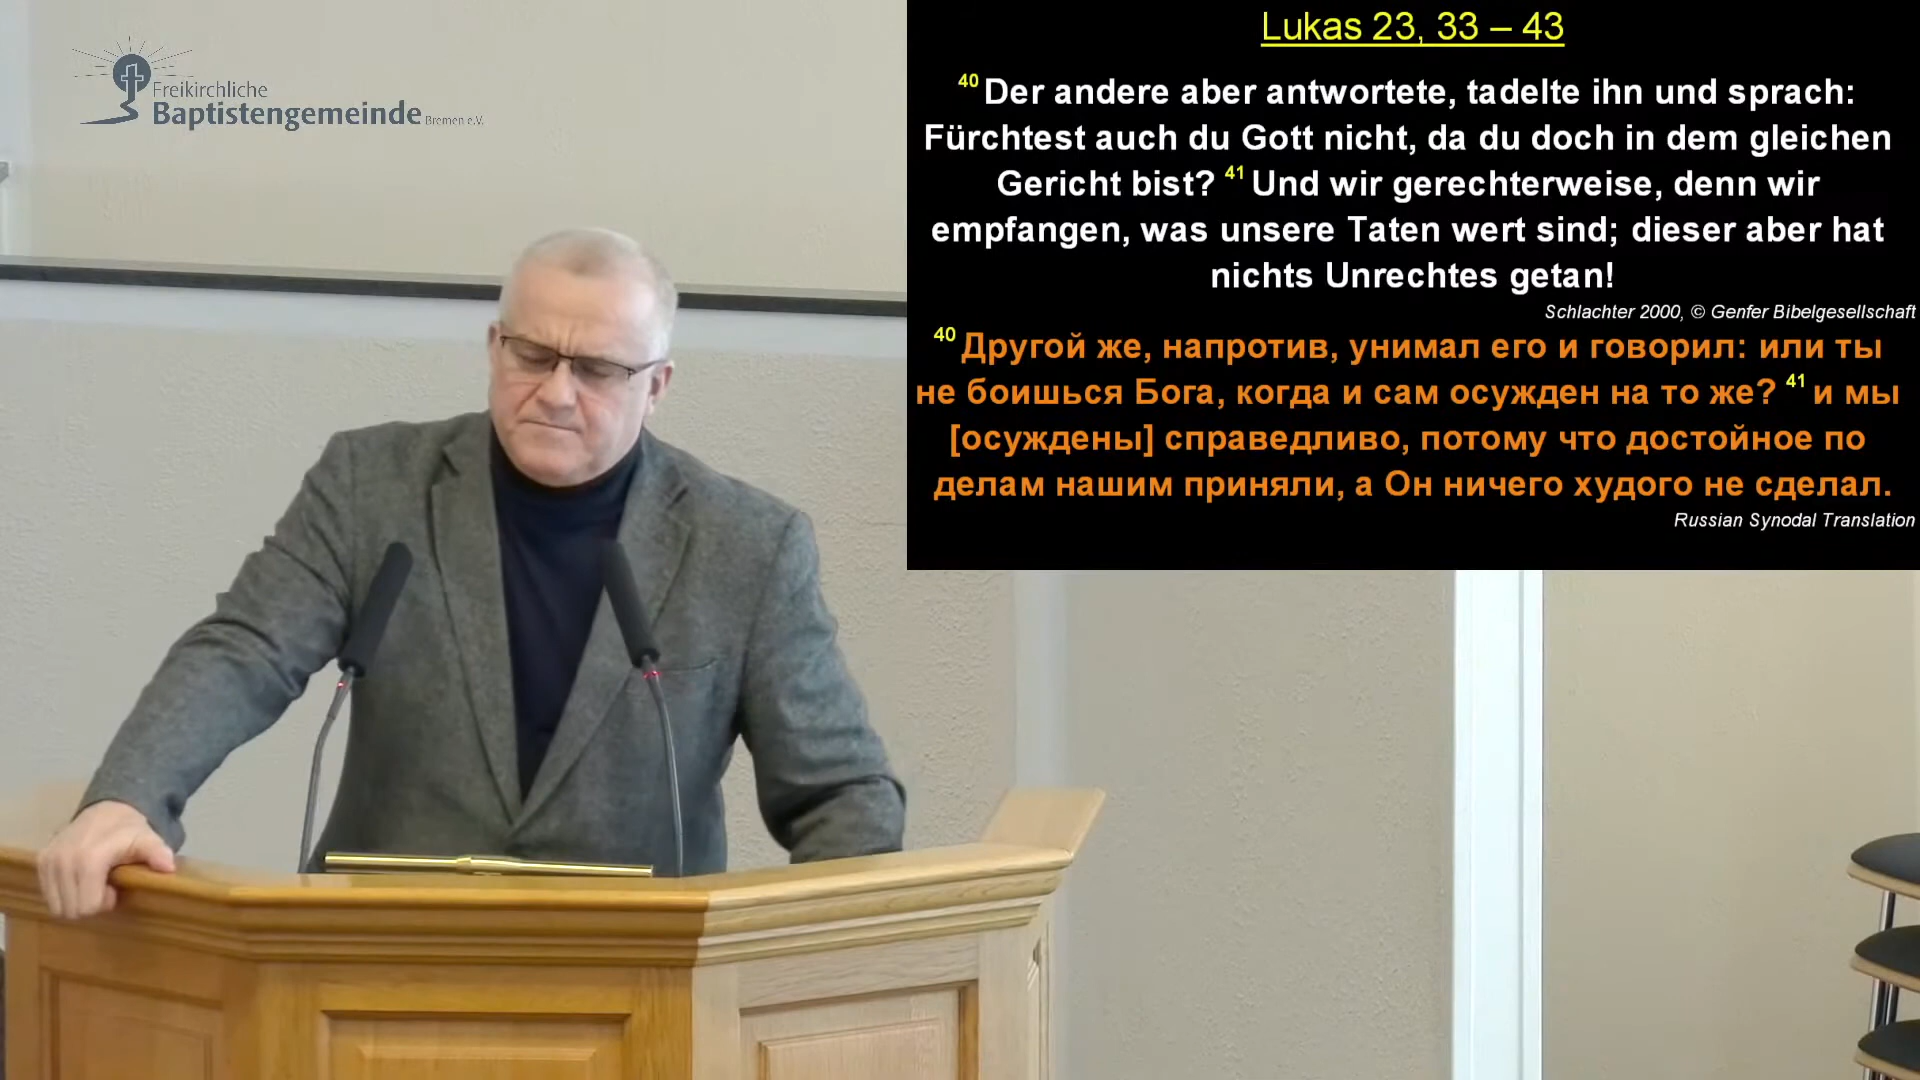 Freikirchliche
Baptistengemeinde Bremen e.V.
Lukas 23, 33 – 43
40 Der andere aber antwortete, tadelte ihn und sprach:
Fürchtest auch du Gott nicht, da du doch in dem gleichen
Gericht bist? 41 Und wir gerechterweise, denn wir
empfangen, was unsere Taten wert sind; dieser aber hat
nichts Unrechtes getan!
Schlachter 2000, © Genfer Bibelgesellschaft
40 Другой же, напротив, унимал его и говорил: или ты
не боишься Бога, когда и сам осужден на то же? 41 и мы
[осуждены] справедливо, потому что достойное по
делам нашим приняли, а Он ничего худого не сделал.
Russian Synodal Translation